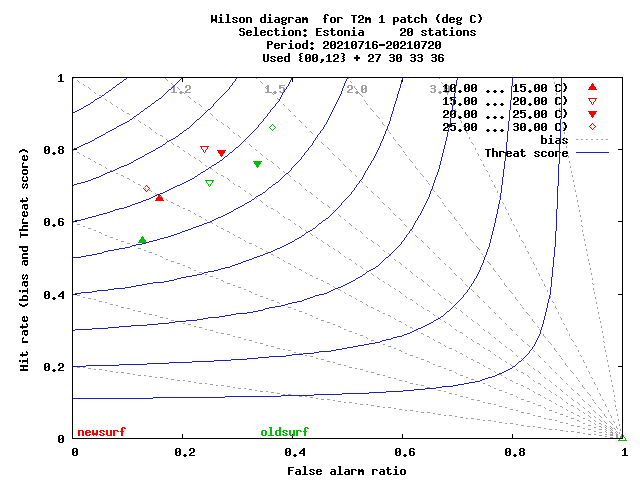 Wilson diagram  for T2m 1 patch (deg C)
Selection: Estonia     20 stations
Period: 20210716-20210720
Used {00,12} + 27 30 33 36
1.2 1.5 2.0
10.00 ... 15.00 C)
15.00 ... 20.00 C)
20.00 ... 25.00 C)
25.00 ... 30.00 C)
bias
Threat score
Hit rate (bias and Threat score)
1
0.8
0.6
0.4
0.2
0
newsurf oldsurf
0 0.2 0.4 0.6 0.8 1
False alarm ratio